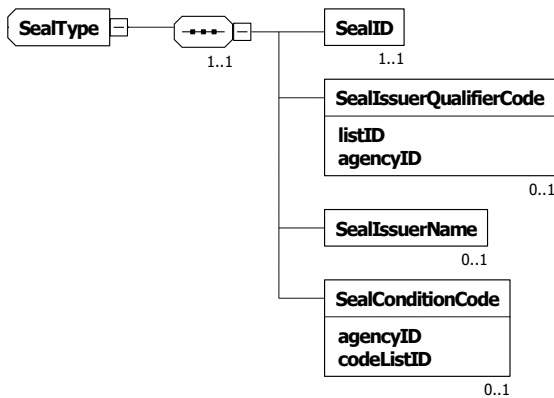 SealType
1..1
SealID
1..1
SealIssuerQualifierCode
listID
agencyID
0..1
SealIssuerName
0..1
SealConditionCode
agencyID
codeListID
0..1